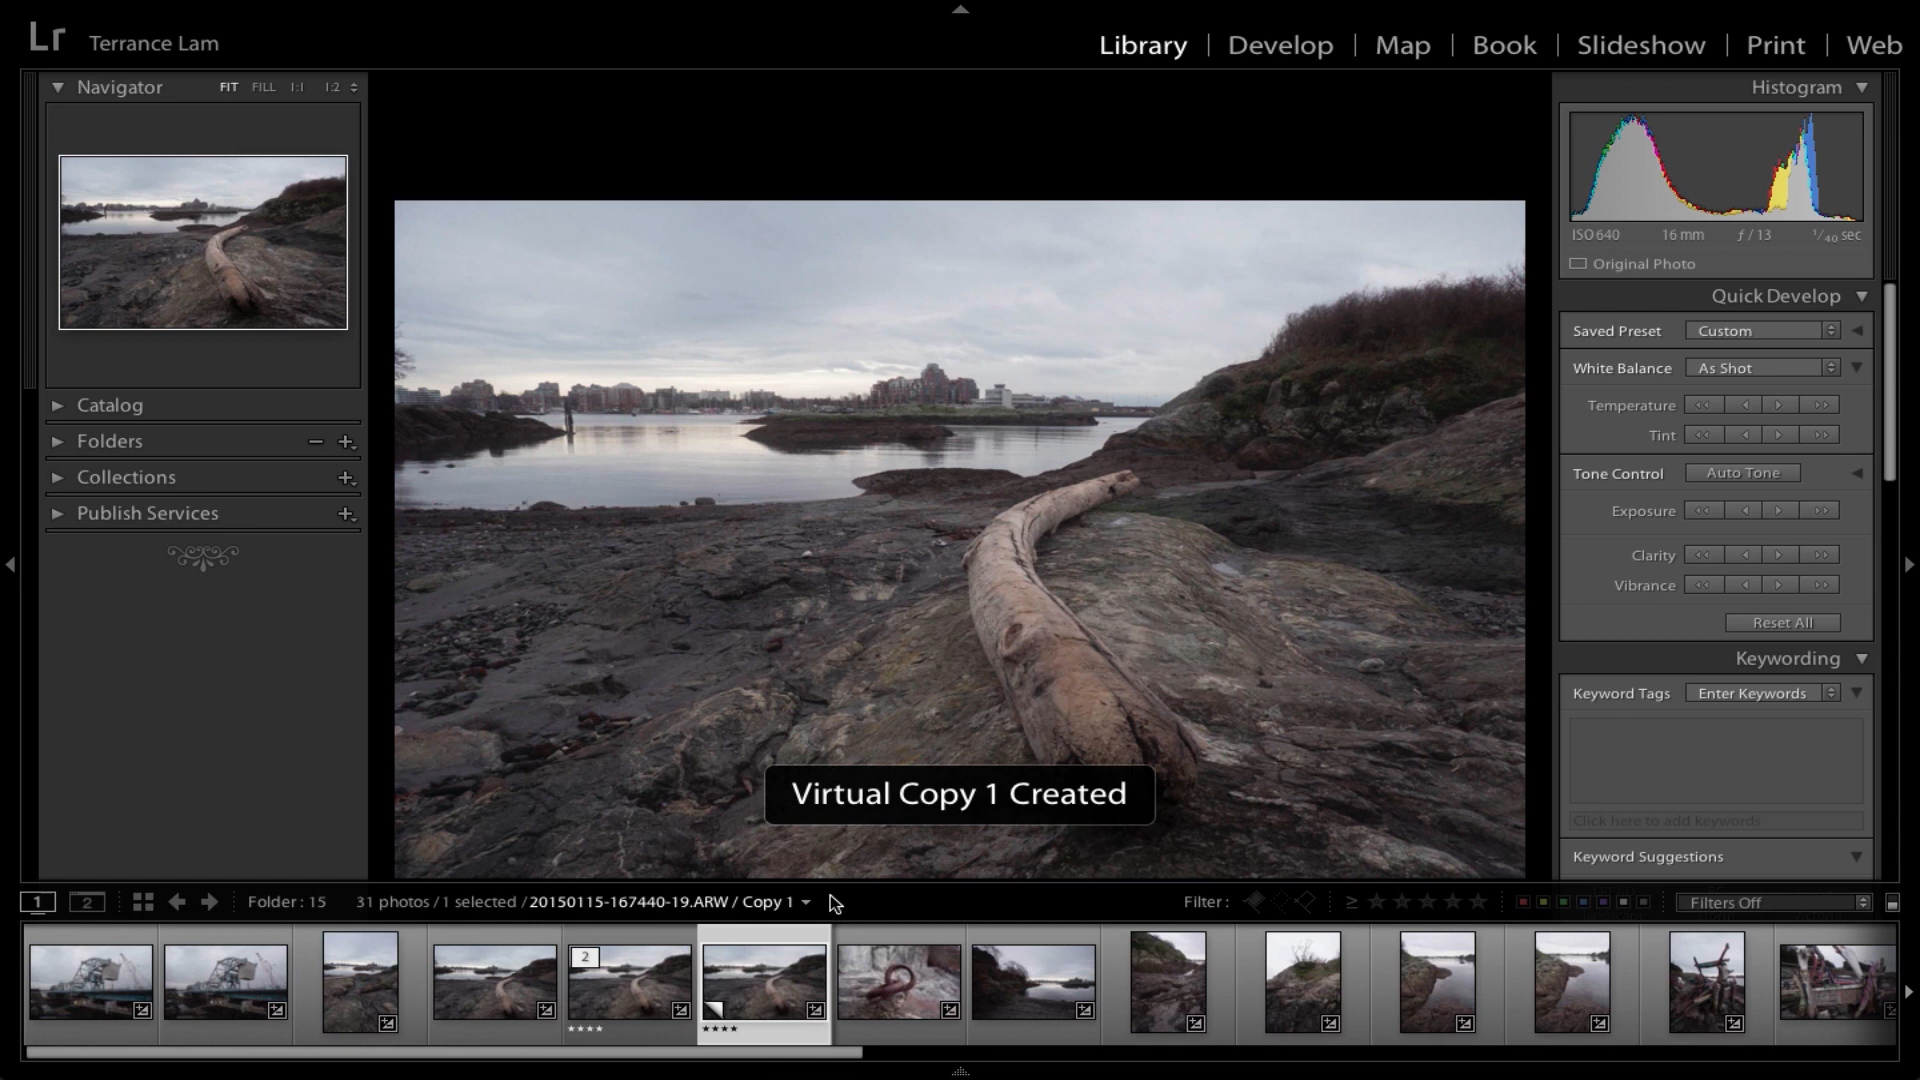 Lr Terrance Lam
Library | Develop | Map | Book | Slideshow | Print | Web
Navigator FIT FILL 1:1 1:2
Catalog
Folders
Collections
Publish Services
Histogram
ISO 640 16 mm ƒ / 13 1/40 sec
Original Photo
Quick Develop
Saved Preset Custom
White Balance As Shot
Temperature
Tint
Tone Control Auto Tone
Exposure
Clarity
Vibrance
Reset All
Keywording
Keyword Tags Enter Keywords
Click here to add keywords
Keyword Suggestions
Virtual Copy 1 Created
1 2 Folder : 15 31 photos / 1 selected / 20150115-167440-19.ARW / Copy 1 Filter : Filters Off
2